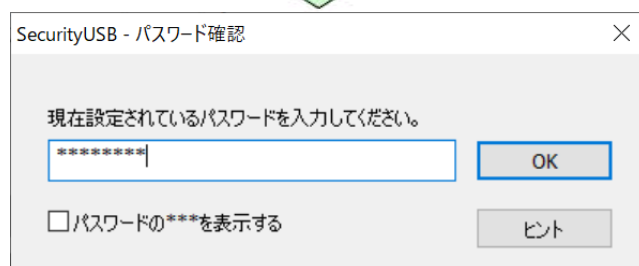 SecurityUSB - パスワード確認
現在設定されているパスワードを入力してください。
********
OK
パスワードの***を表示する
ヒント